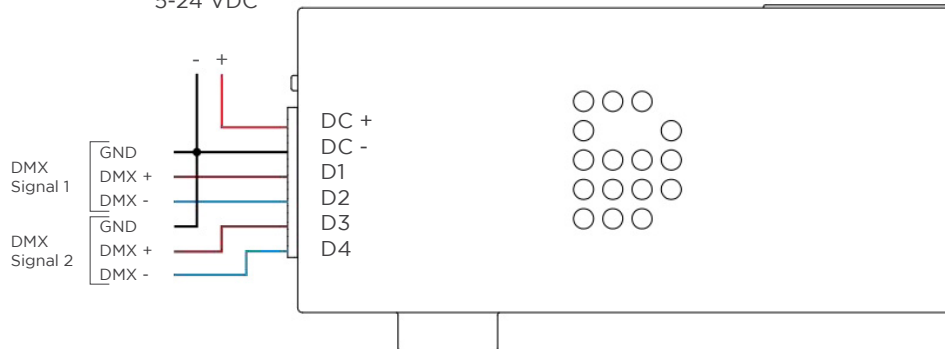 5-24 VDC
- +
DC +
DC -
D1
D2
D3
D4
DMX
Signal 1
GND
DMX +
DMX -
DMX
Signal 2
GND
DMX +
DMX -